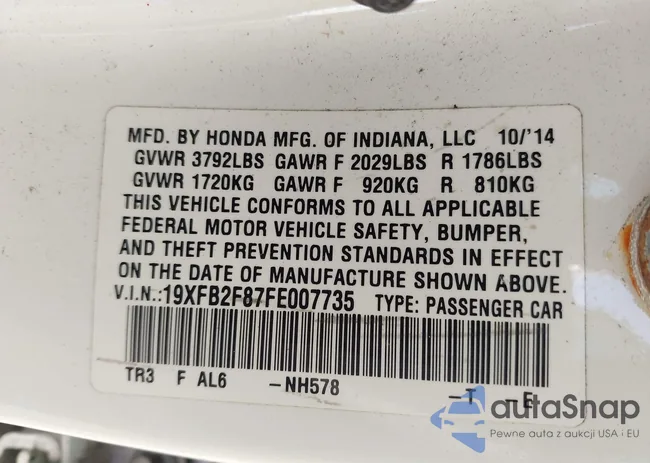 MFD. BY HONDA MFG. OF INDIANA, LLC 10/'14
GVWR 3792LBS GAWR F 2029LBS R 1786LBS
GVWR 1720KG GAWR F 920KG R 810KG
THIS VEHICLE CONFORMS TO ALL APPLICABLE
FEDERAL MOTOR VEHICLE SAFETY, BUMPER,
AND THEFT PREVENTION STANDARDS IN EFFECT
ON THE DATE OF MANUFACTURE SHOWN ABOVE.
V.I.N.:19XFB2F87FE007735 TYPE: PASSENGER CAR
TR3 F AL6 -NH578 -T -E
autaSnap
Pewne auta z aukcji USA i EU